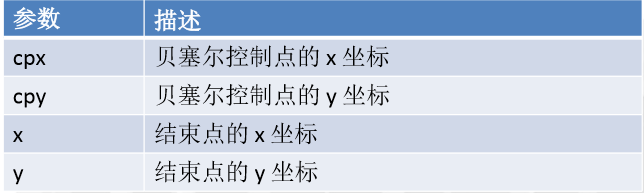 参数 描述
cpx 贝塞尔控制点的 x 坐标
cpy 贝塞尔控制点的 y 坐标
x 结束点的 x 坐标
y 结束点的 y 坐标